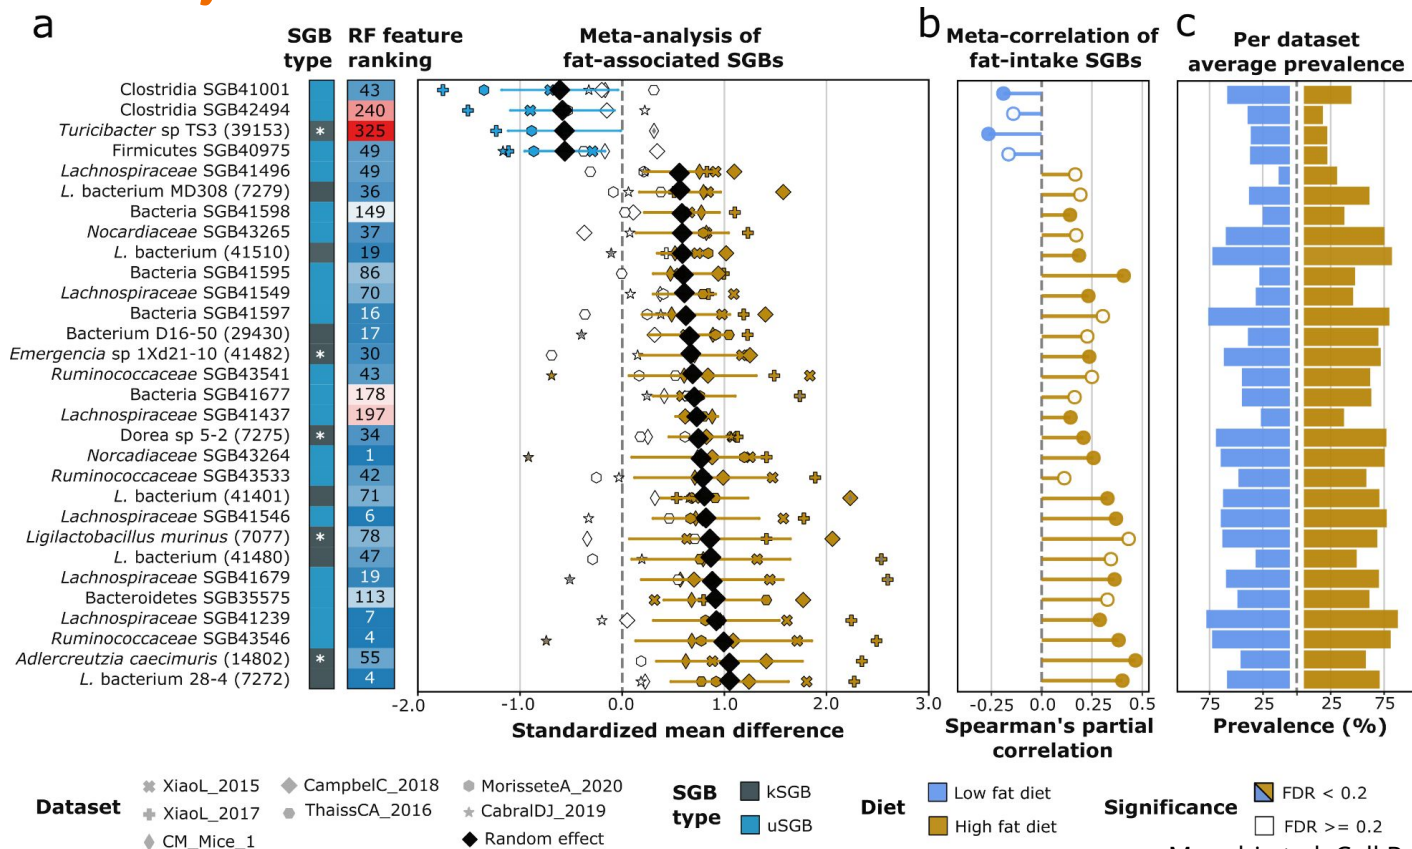 a
SGB type
RF feature ranking
Meta-analysis of fat-associated SGBs
b
Meta-correlation of fat-intake SGBs
c
Per dataset average prevalence
Clostridia SGB41001 43
Clostridia SGB42494 240
Turicibacter sp TS3 (39153) * 325
Firmicutes SGB40975 49
Lachnospiraceae SGB41496 49
L. bacterium MD308 (7279) 36
Bacteria SGB41598 149
Nocardiaceae SGB43265 37
L. bacterium (41510) 19
Bacteria SGB41595 86
Lachnospiraceae SGB41549 70
Bacteria SGB41597 16
Bacterium D16-50 (29430) 17
Emergencia sp 1Xd21-10 (41482) * 30
Ruminococcaceae SGB43541 43
Bacteria SGB41677 178
Lachnospiraceae SGB41437 197
Dorea sp 5-2 (7275) * 34
Norcadiaceae SGB43264 1
Ruminococcaceae SGB43533 42
L. bacterium (41401) 71
Lachnospiraceae SGB41546 6
Ligilactobacillus murinus (7077) * 78
L. bacterium (41480) 47
Lachnospiraceae SGB41679 19
Bacteroidetes SGB35575 113
Lachnospiraceae SGB41239 7
Ruminococcaceae SGB43546 4
Adlercreutzia caecimuris (14802) * 55
L. bacterium 28-4 (7272) 4
-2.0 -1.0 0.0 1.0 2.0 3.0
Standardized mean difference
-0.25 0.0 0.25 0.5
Spearman's partial correlation
75 25 25 75
Prevalence (%)
Dataset
XiaoL_2015
XiaoL_2017
CM_Mice_1
CampbelC_2018
ThaissCA_2016
MorisseteA_2020
CabralDJ_2019
Random effect
SGB type
kSGB
uSGB
Diet
Low fat diet
High fat diet
Significance
FDR < 0.2
FDR >= 0.2